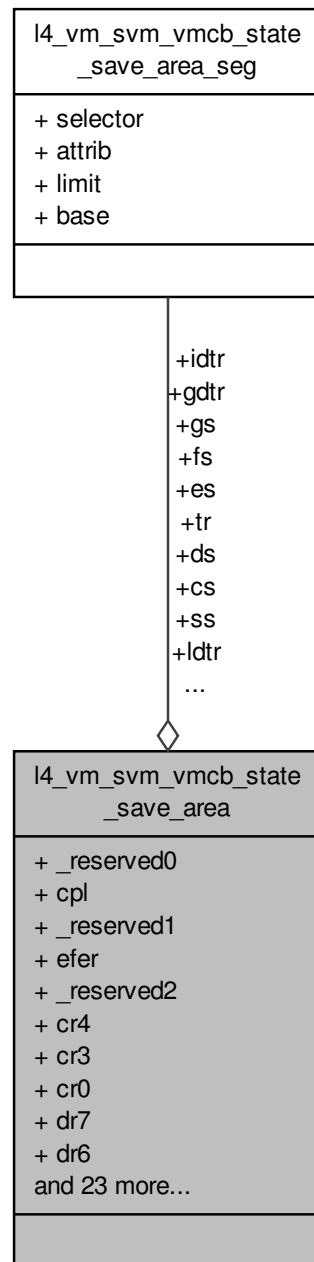 l4_vm_svm_vmcb_state
_save_area_seg
+ selector
+ attrib
+ limit
+ base
+idtr
+gdtr
+gs
+fs
+es
+tr
+ds
+cs
+ss
+ldtr
...
l4_vm_svm_vmcb_state
_save_area
+ _reserved0
+ cpl
+ _reserved1
+ efer
+ _reserved2
+ cr4
+ cr3
+ cr0
+ dr7
+ dr6
and 23 more...